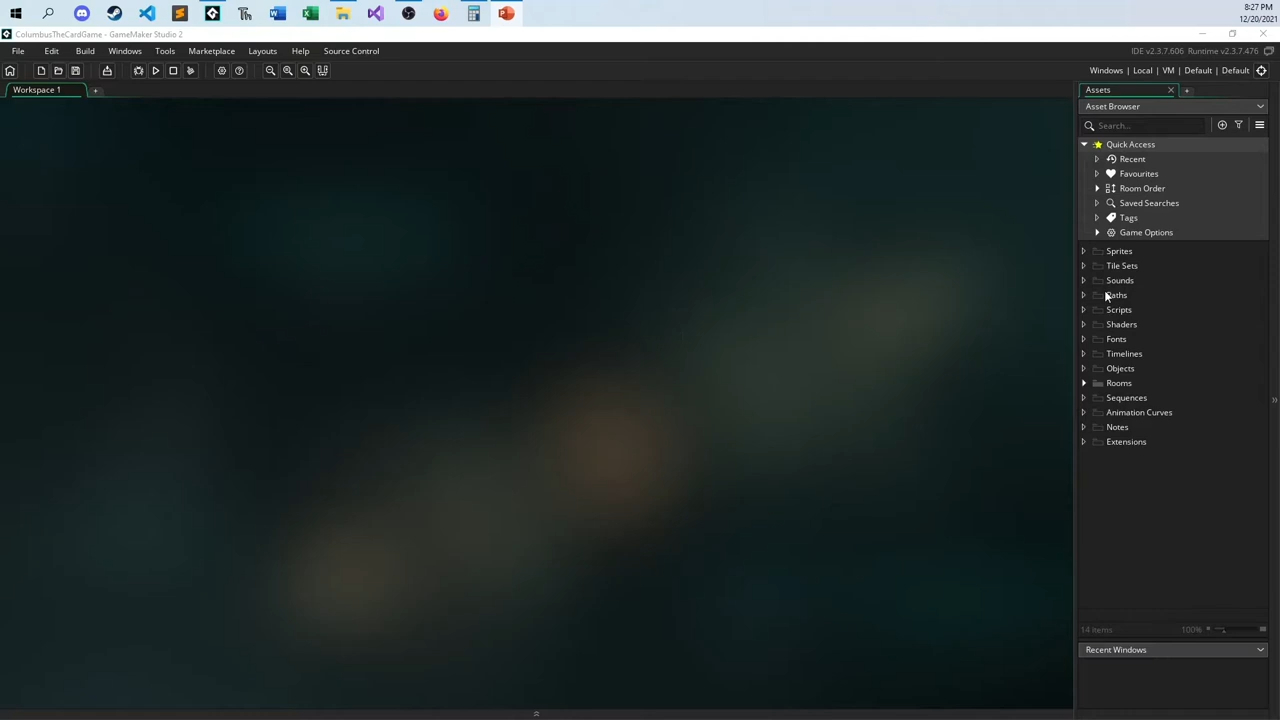 8:27 PM
12/20/2021
ColumbusTheCardGame - GameMaker Studio 2
File Edit Build Windows Tools Marketplace Layouts Help Source Control
IDE v2.3.7.606 Runtime v2.3.7.476
Windows | Local | VM | Default | Default
Workspace 1
Assets
Asset Browser
Search...
Quick Access
Recent
Favourites
Room Order
Saved Searches
Tags
Game Options
Sprites
Tile Sets
Sounds
Paths
Scripts
Shaders
Fonts
Timelines
Objects
Rooms
Sequences
Animation Curves
Notes
Extensions
14 Items 100%
Recent Windows